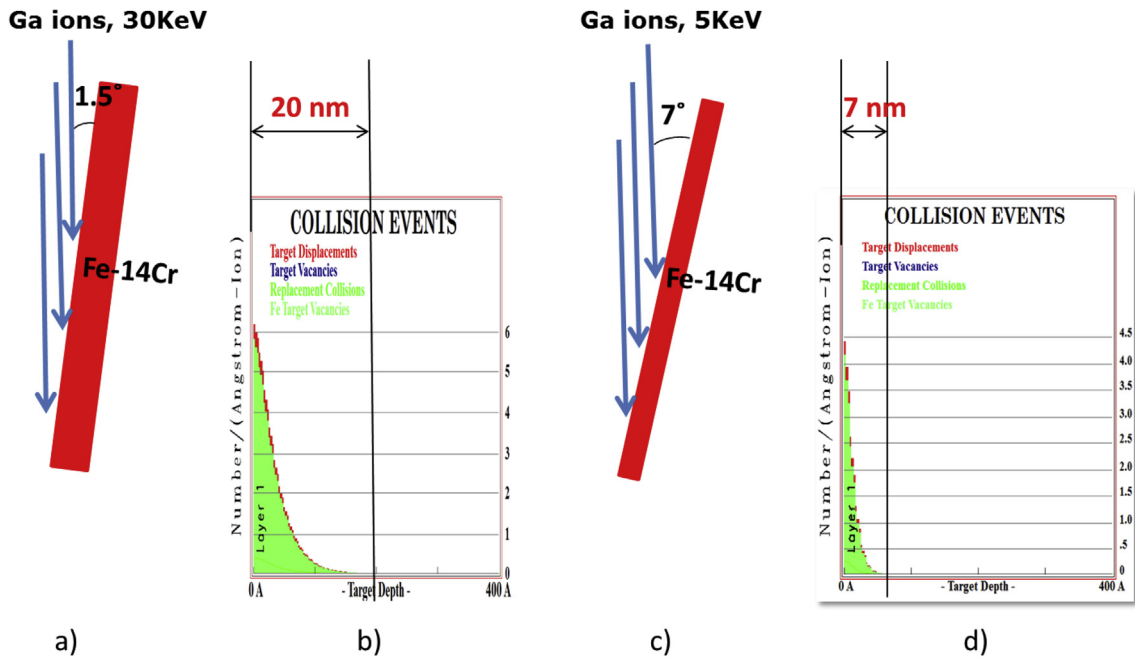 Ga ions, 30KeV
1.5°
Fe-14Cr
a)
20 nm
COLLISION EVENTS
Target Displacements
Target Vacancies
Replacement Collisions
Fe Target Vacancies
Number/(Angstrom-Ion)
Layer 1
6
5
4
3
2
1
0
0 A
- Target Depth -
400 A
b)
Ga ions, 5KeV
7°
Fe-14Cr
c)
7 nm
COLLISION EVENTS
Target Displacements
Target Vacancies
Replacement Collisions
Fe Target Vacancies
Number/(Angstrom-Ion)
Layer 1
4.5
4.0
3.5
3.0
2.5
2.0
1.5
1.0
.5
0
0 A
- Target Depth -
400 A
d)